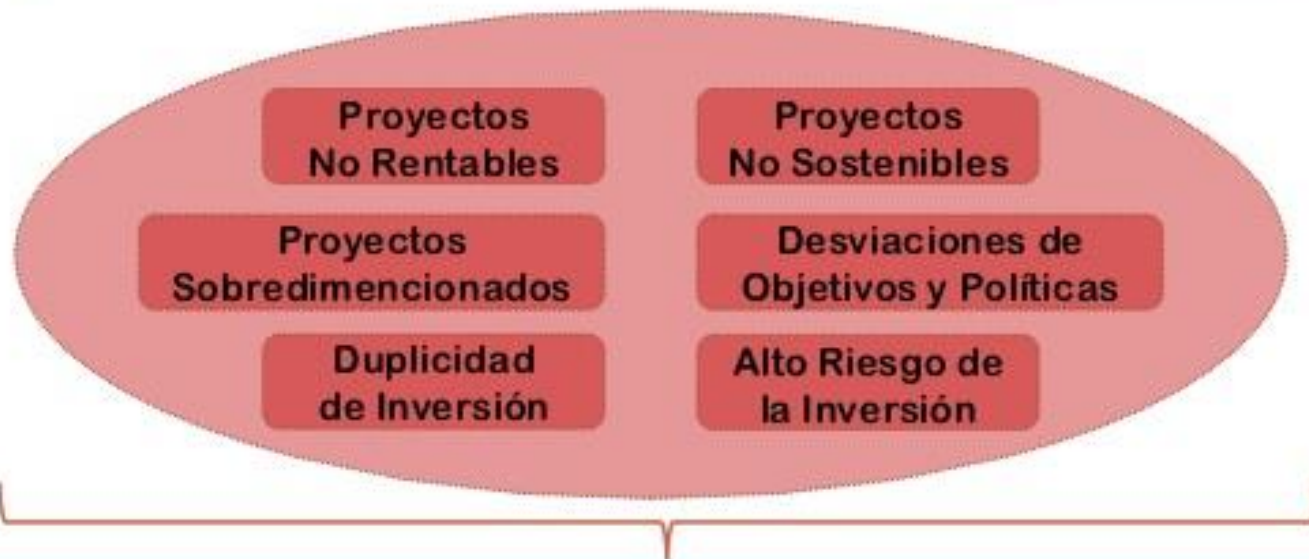 Proyectos
No Rentables
Proyectos
No Sostenibles
Proyectos
Sobredimencionados
Desviaciones de
Objetivos y Políticas
Duplicidad
de Inversión
Alto Riesgo de
la Inversión